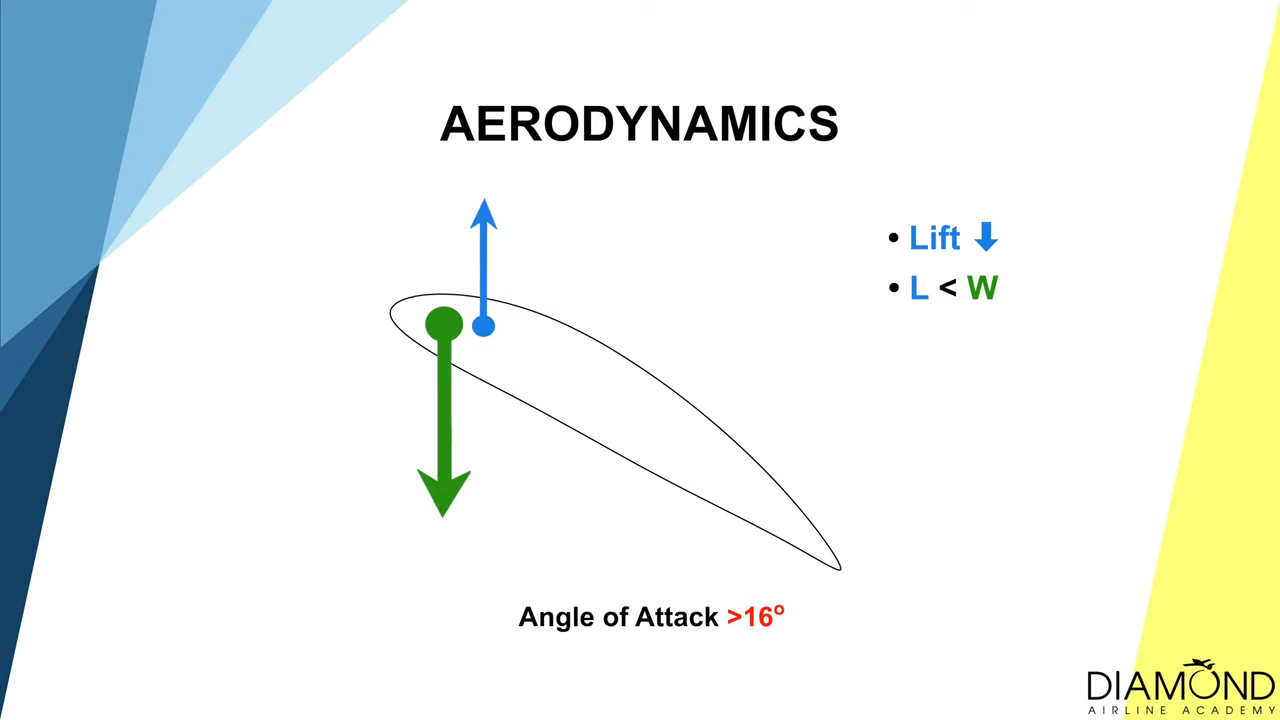 AERODYNAMICS
• Lift ⬇
• L < W
Angle of Attack >16º
DIAMOND
AIRLINE ACADEMY